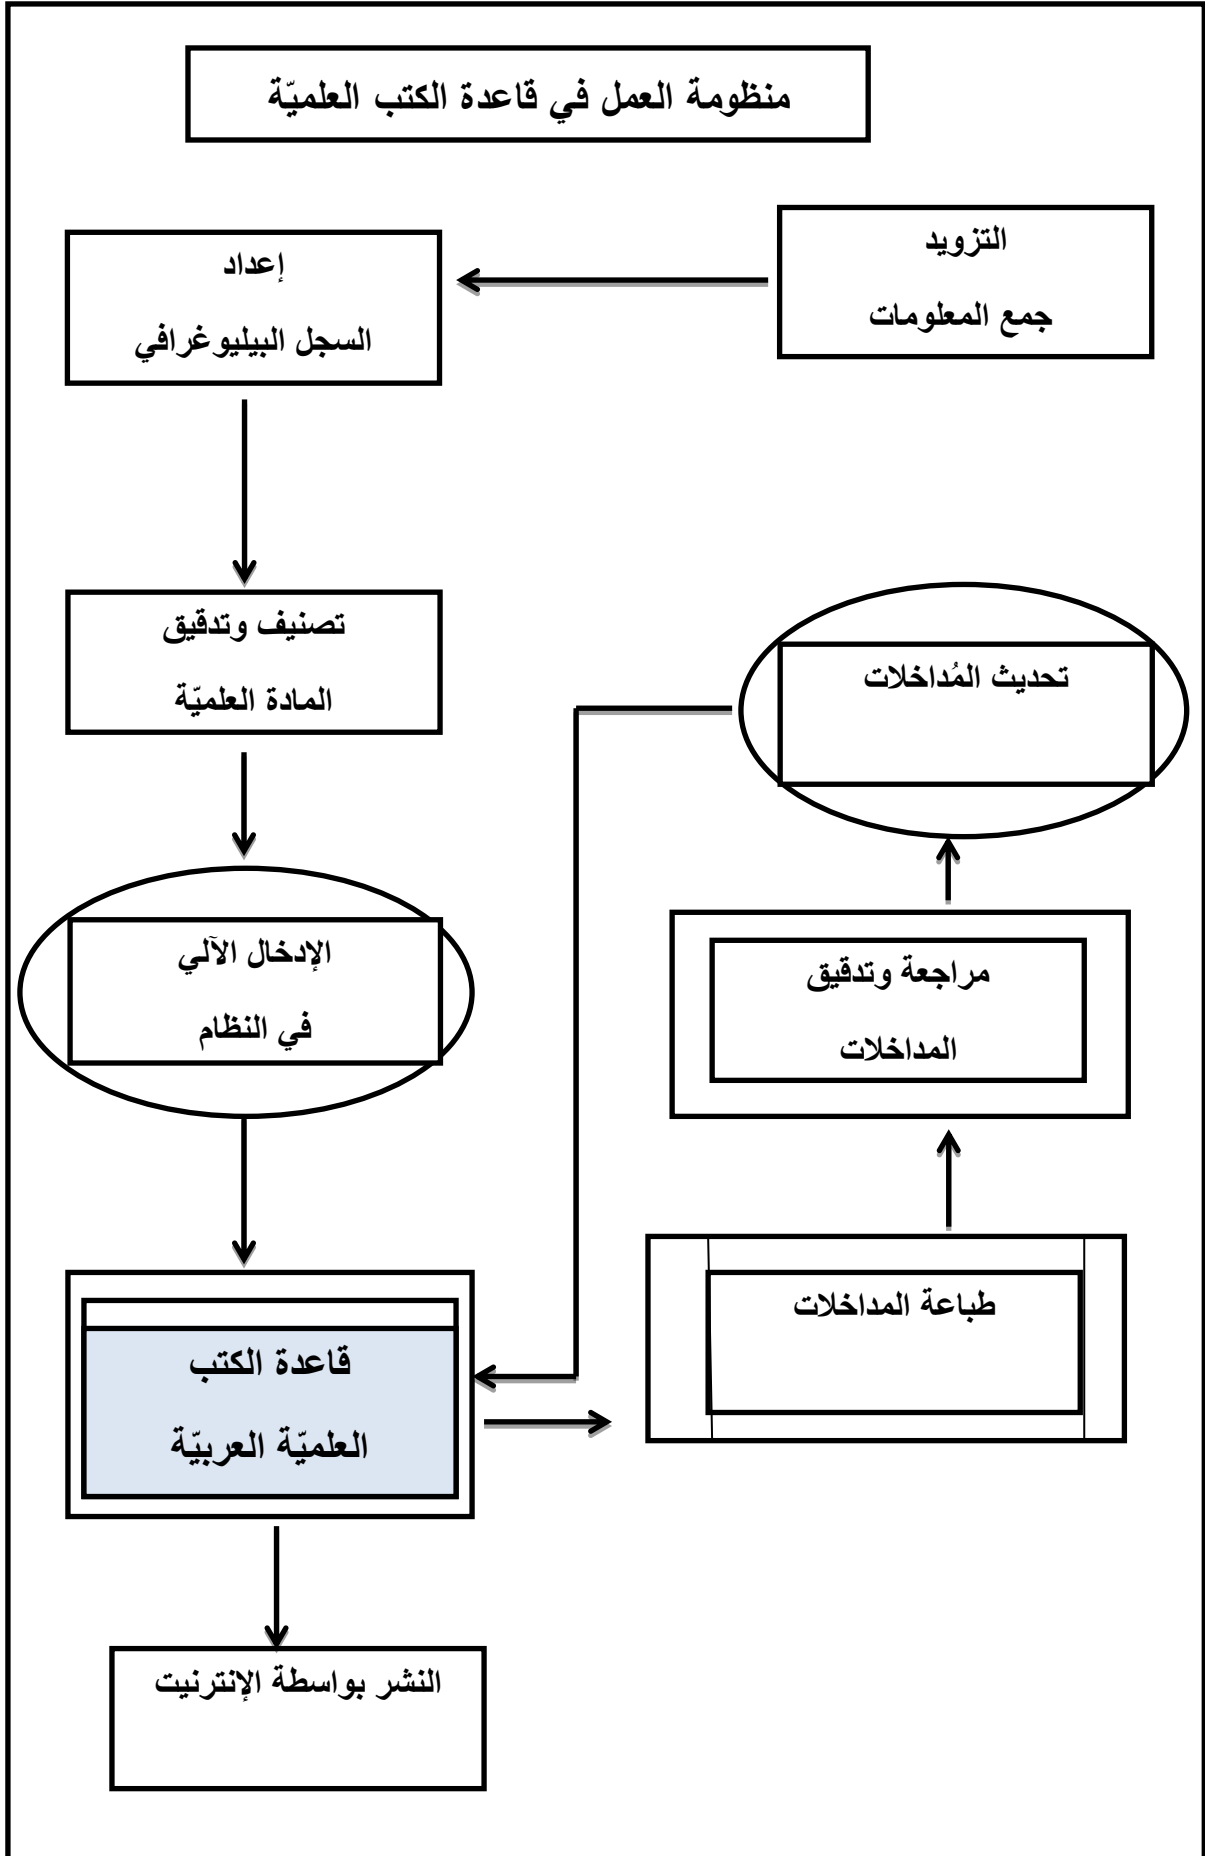 منظومة العمل في قاعدة الكتب العلميّة
التزويد
جمع المعلومات
إعداد
السجل البيليوغرافي
تصنيف وتدقيق
المادة العلميّة
تحديث المُداخلات
الإدخال الآلي
في النظام
مراجعة وتدقيق
المداخلات
طباعة المداخلات
قاعدة الكتب
العلميّة العربيّة
النشر بواسطة الإنترنيت